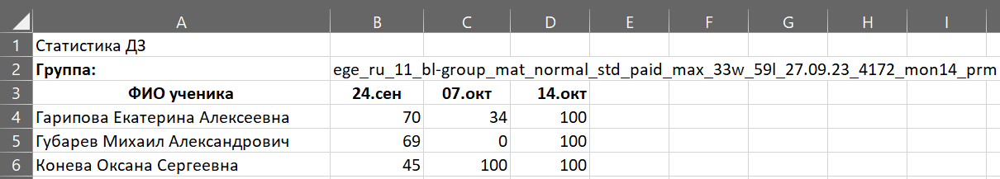 A B C D E F G H I
1 Статистика ДЗ
2 Группа: ege_ru_11_bl-group_mat_normal_std_paid_max_33w_59l_27.09.23_4172_mon14_prm
3 ФИО ученика 24.сен 07.окт 14.окт
4 Гарипова Екатерина Алексеевна 70 34 100
5 Губарев Михаил Александрович 69 0 100
6 Конева Оксана Сергеевна 45 100 100